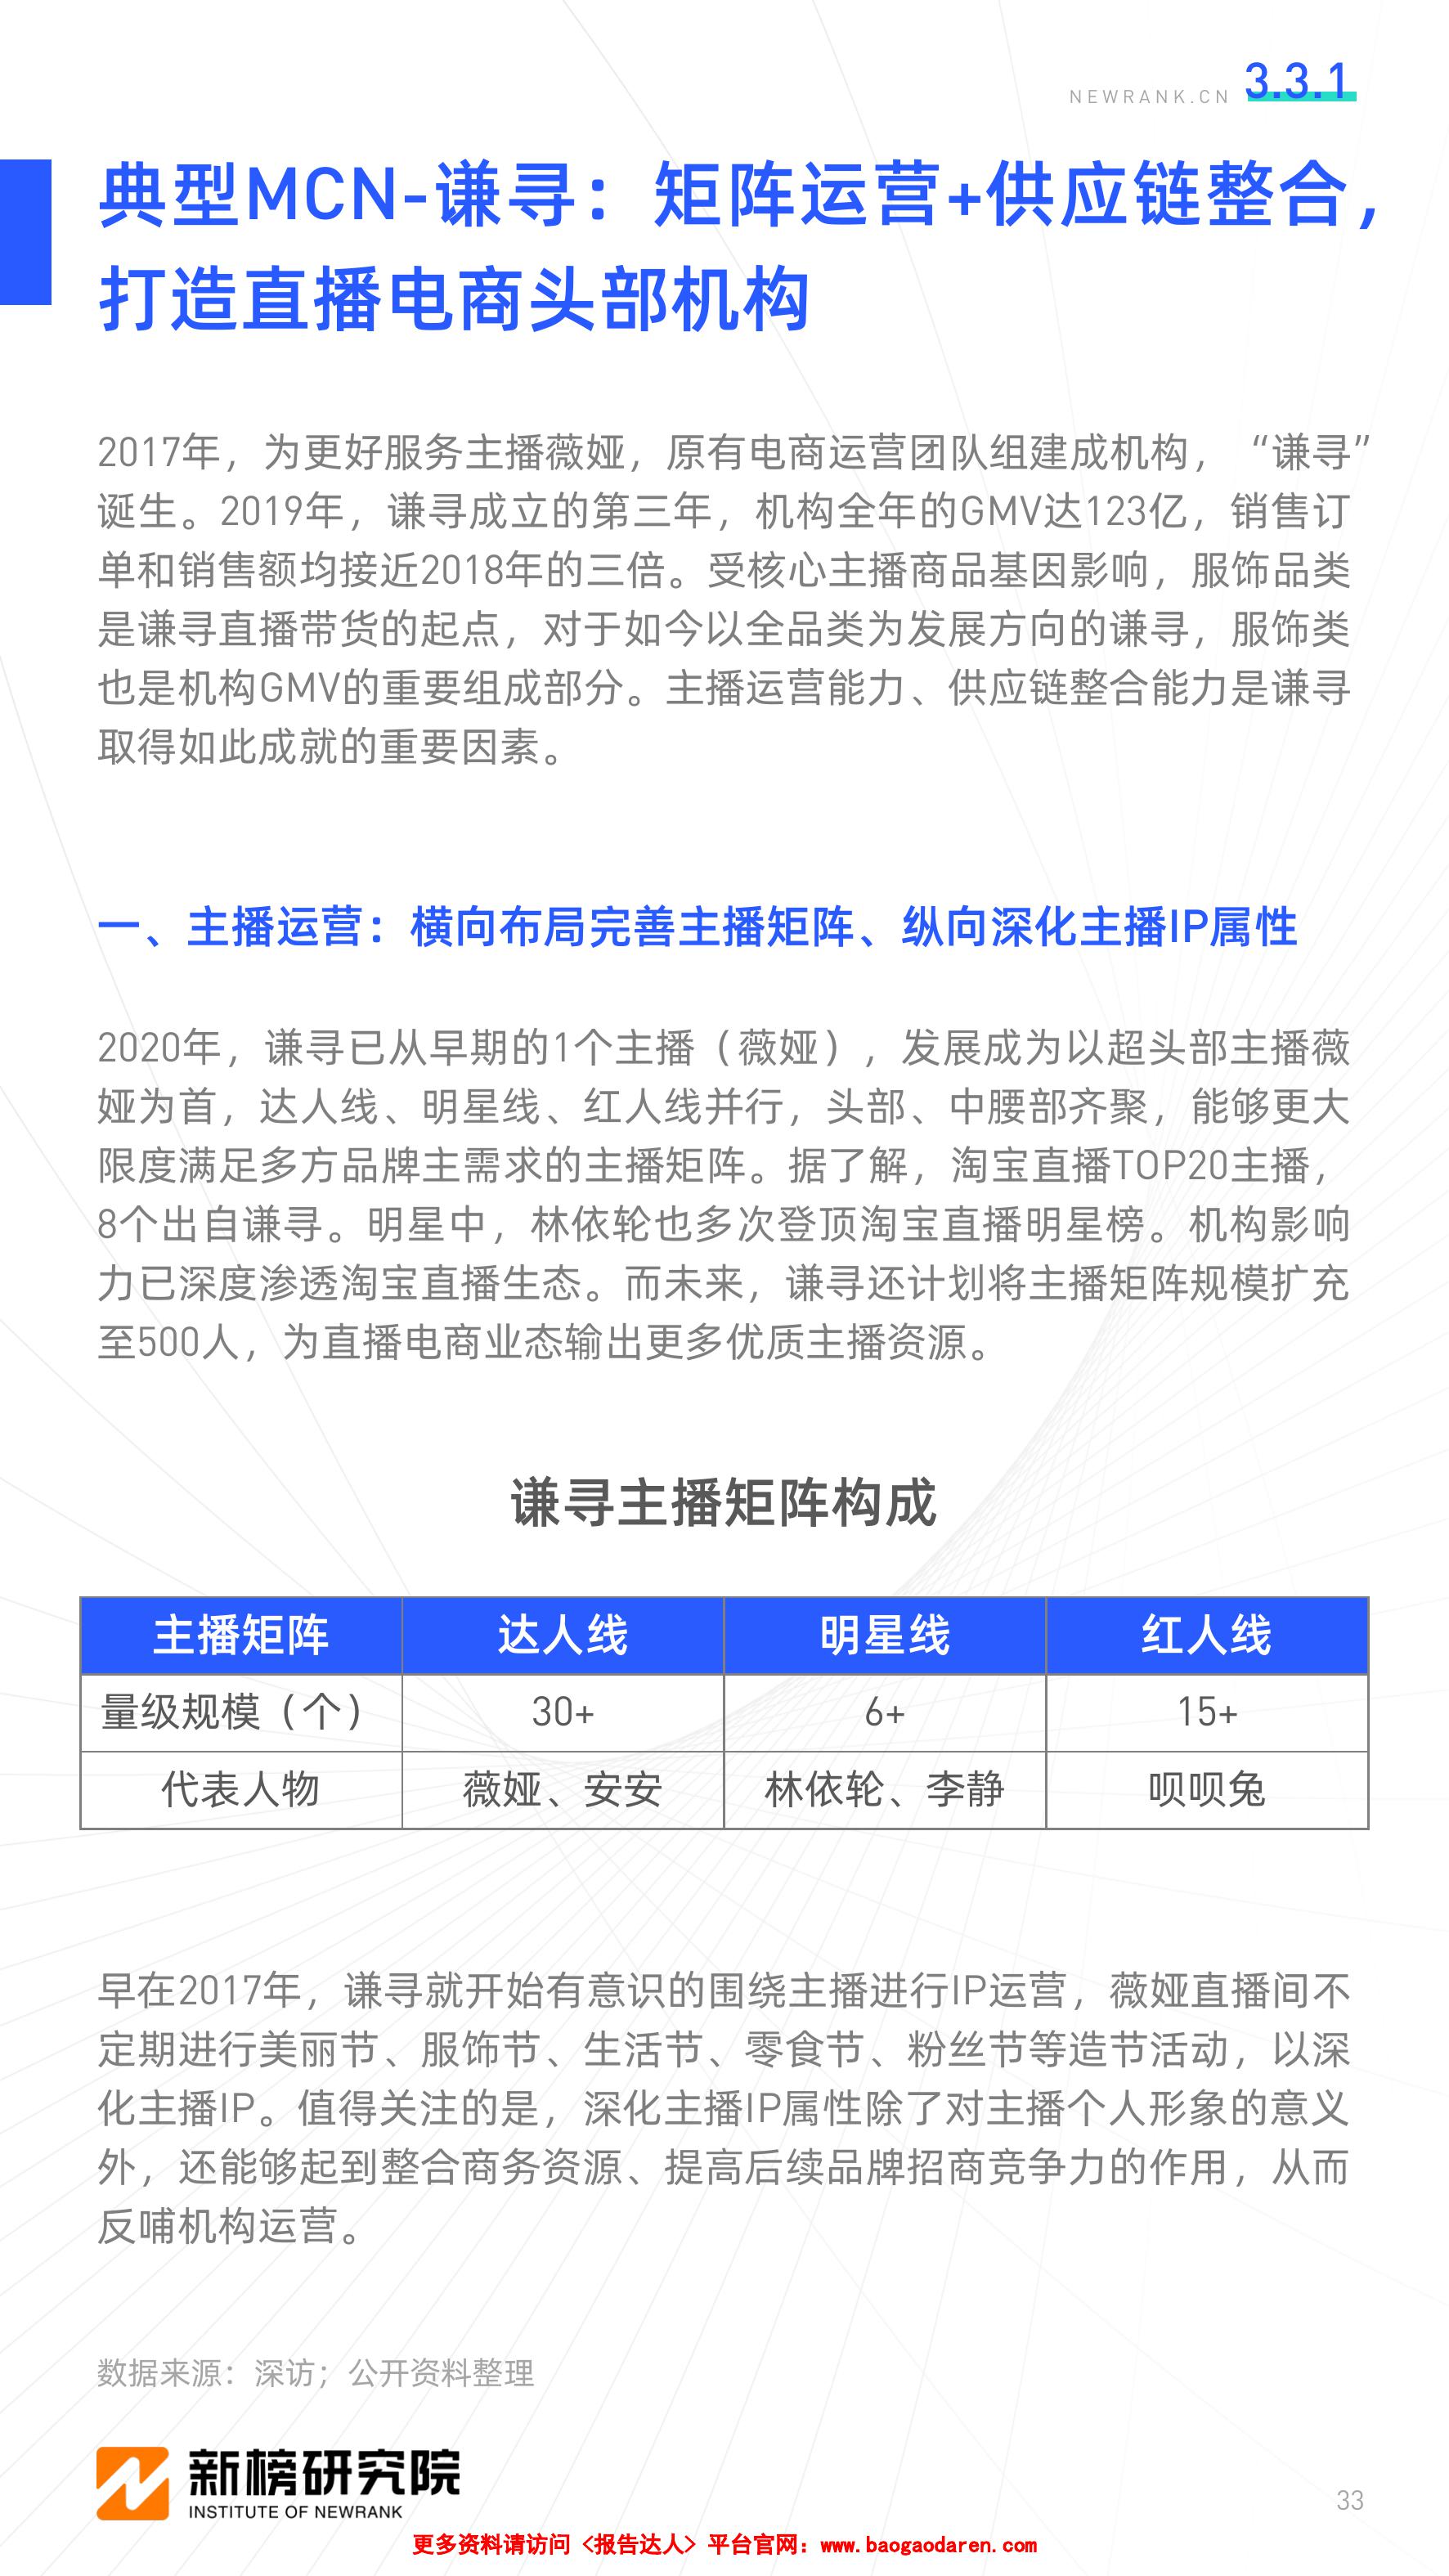 NEWRANK.CN 3.3.1
典型MCN-谦寻：矩阵运营+供应链整合，
打造直播电商头部机构
2017年，为更好服务主播薇娅，原有电商运营团队组建成机构，“谦寻”
诞生。2019年，谦寻成立的第三年，机构全年的GMV达123亿，销售订
单和销售额均接近2018年的三倍。受核心主播商品基因影响，服饰品类
是谦寻直播带货的起点，对于如今以全品类为发展方向的谦寻，服饰类
也是机构GMV的重要组成部分。主播运营能力、供应链整合能力是谦寻
取得如此成就的重要因素。
一、主播运营：横向布局完善主播矩阵、纵向深化主播IP属性
2020年，谦寻已从早期的1个主播（薇娅），发展成为以超头部主播薇
娅为首，达人线、明星线、红人线并行，头部、中腰部齐聚，能够更大
限度满足多方品牌主需求的主播矩阵。据了解，淘宝直播TOP20主播，
8个出自谦寻。明星中，林依轮也多次登顶淘宝直播明星榜。机构影响
力已深度渗透淘宝直播生态。而未来，谦寻还计划将主播矩阵规模扩充
至500人，为直播电商业态输出更多优质主播资源。
谦寻主播矩阵构成
主播矩阵 达人线 明星线 红人线
量级规模（个） 30+ 6+ 15+
代表人物 薇娅、安安 林依轮、李静 呗呗兔
早在2017年，谦寻就开始有意识的围绕主播进行IP运营，薇娅直播间不
定期进行美丽节、服饰节、生活节、零食节、粉丝节等造节活动，以深
化主播IP。值得关注的是，深化主播IP属性除了对主播个人形象的意义
外，还能够起到整合商务资源、提高后续品牌招商竞争力的作用，从而
反哺机构运营。
数据来源：深访；公开资料整理
新榜研究院
INSTITUTE OF NEWRANK
33
更多资料请访问《报告达人》平台官网：www.baogaodaren.com